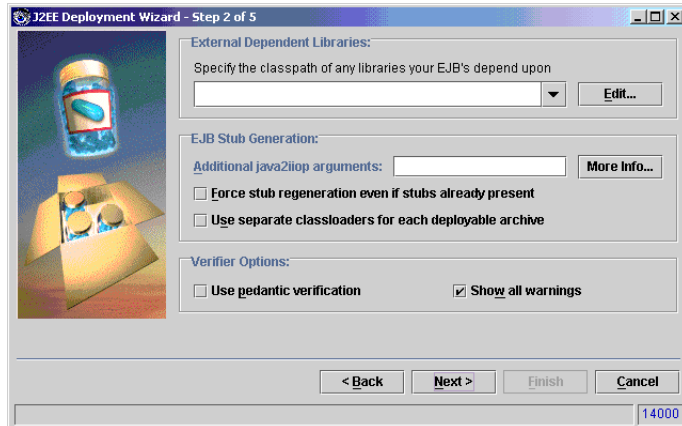 J2EE Deployment Wizard - Step 2 of 5
External Dependent Libraries:
Specify the classpath of any libraries your EJB's depend upon
Edit...
EJB Stub Generation:
Additional java2iiop arguments:
More Info...
Force stub regeneration even if stubs already present
Use separate classloaders for each deployable archive
Verifier Options:
Use pedantic verification
Show all warnings
< Back
Next >
Finish
Cancel
14000